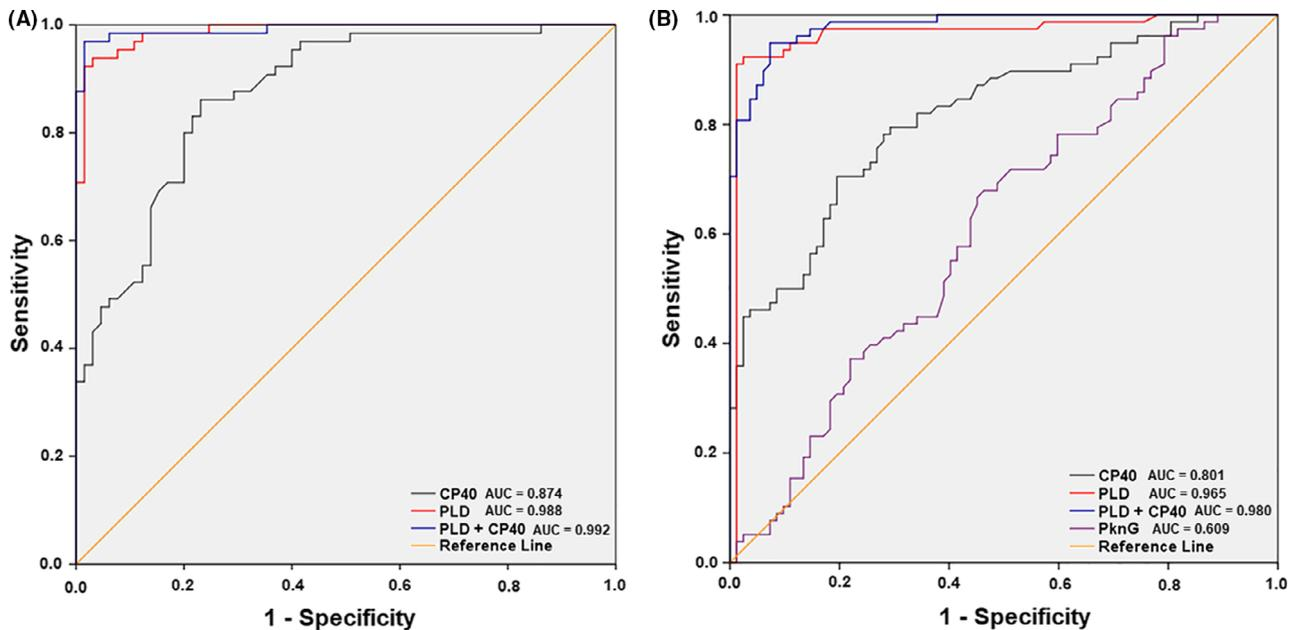 (A)
1.0
0.8
0.6
0.4
0.2
0.0
Sensitivity
0.0 0.2 0.4 0.6 0.8 1.0
1 - Specificity
CP40 AUC = 0.874
PLD AUC = 0.988
PLD + CP40 AUC = 0.992
Reference Line
(B)
1.0
0.8
0.6
0.4
0.2
0.0
Sensitivity
0.0 0.2 0.4 0.6 0.8 1.0
1 - Specificity
CP40 AUC = 0.801
PLD AUC = 0.965
PLD + CP40 AUC = 0.980
PknG AUC = 0.609
Reference Line